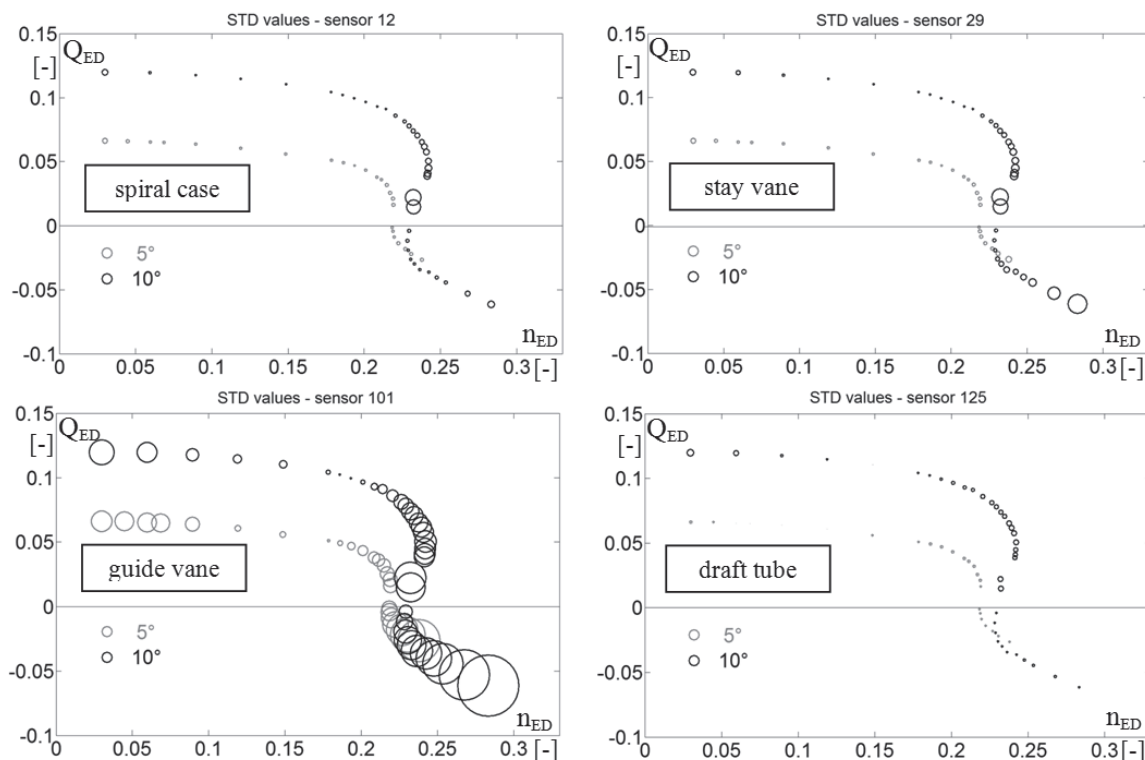 STD values - sensor 12
Q_ED
[-]
0.15
0.1
0.05
0
-0.05
-0.1
spiral case
5°
10°
n_ED
0 0.05 0.1 0.15 0.2 0.25 0.3 [-]
STD values - sensor 29
Q_ED
[-]
0.15
0.1
0.05
0
-0.05
-0.1
stay vane
5°
10°
n_ED
0 0.05 0.1 0.15 0.2 0.25 0.3 [-]
STD values - sensor 101
Q_ED
[-]
0.15
0.1
0.05
0
-0.05
-0.1
guide vane
5°
10°
n_ED
0 0.05 0.1 0.15 0.2 0.25 0.3 [-]
STD values - sensor 125
Q_ED
[-]
0.15
0.1
0.05
0
-0.05
-0.1
draft tube
5°
10°
n_ED
0 0.05 0.1 0.15 0.2 0.25 0.3 [-]